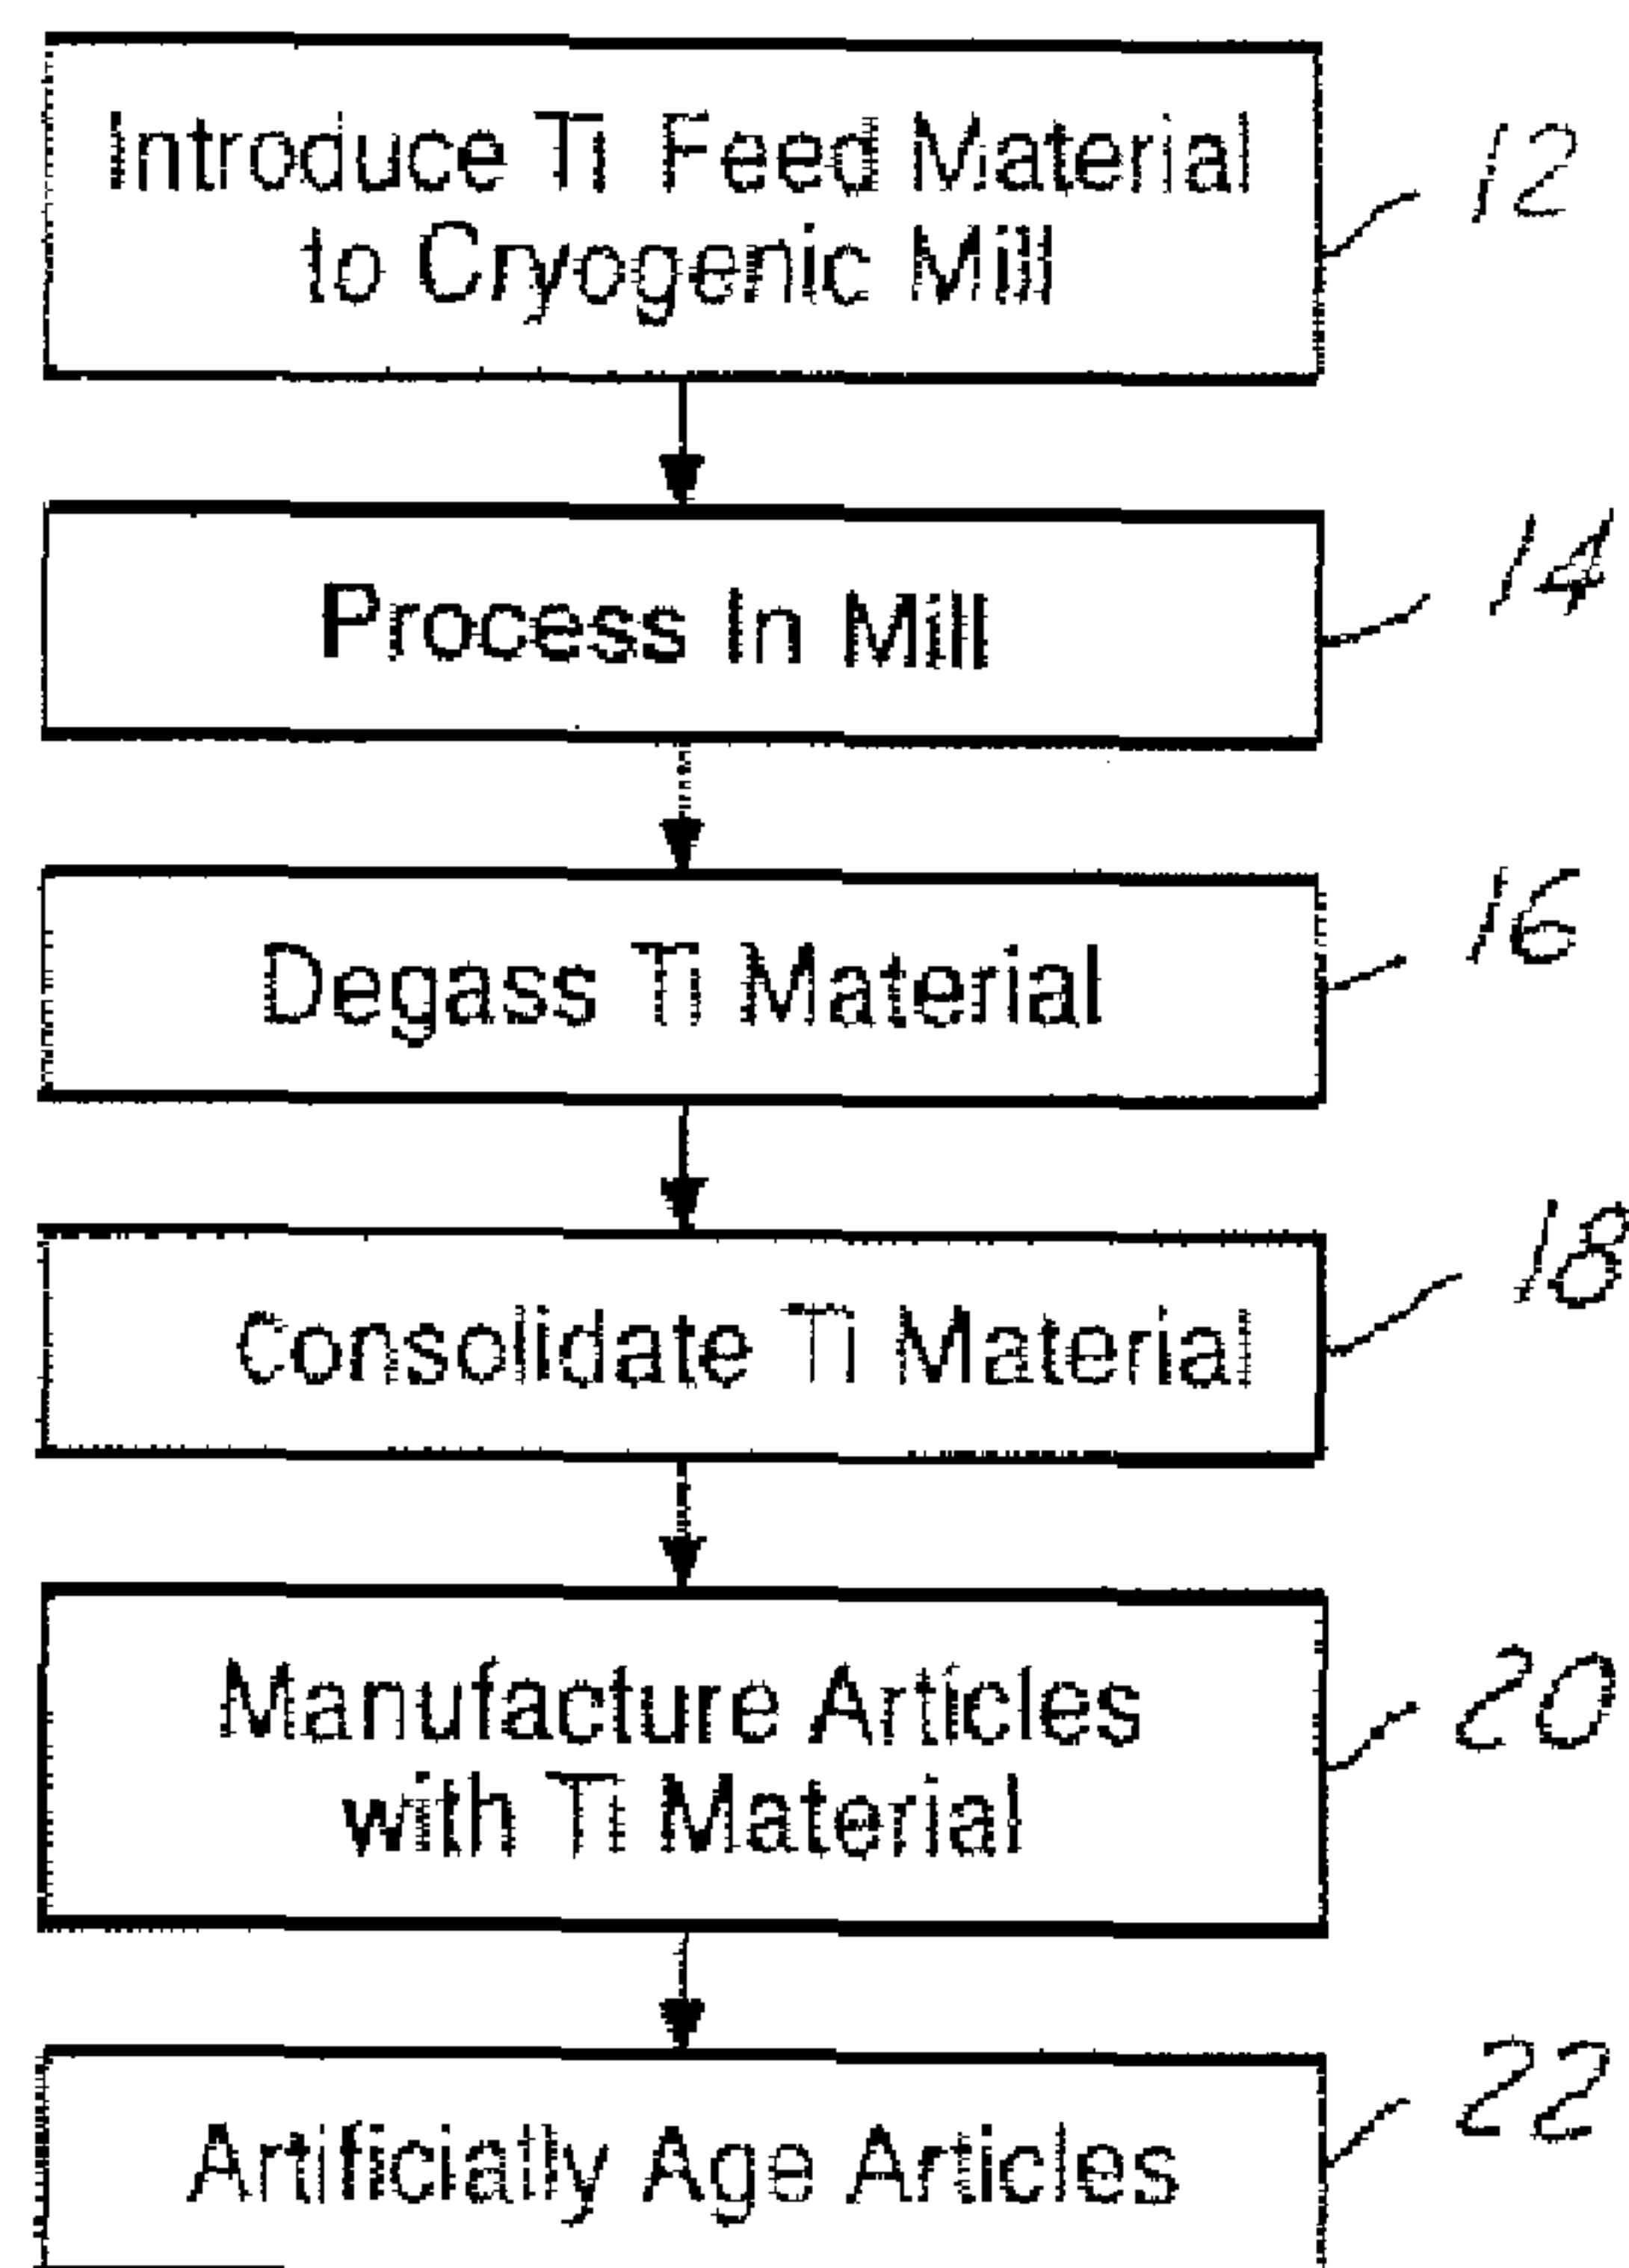 Introduce Ti Feed Material
to Cryogenic Mill
12
Process In Mill
14
Degass Ti Material
16
Consolidate Ti Material
18
Manufacture Articles
with Ti Material
20
Artificially Age Articles
22